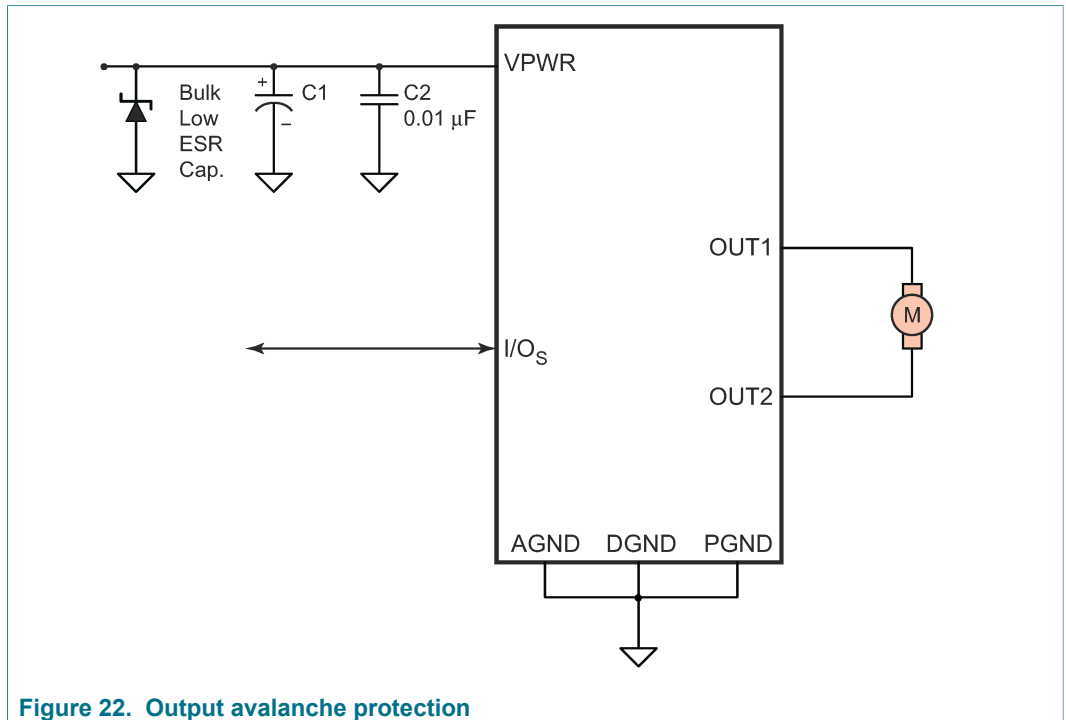 VPWR
Bulk
Low
ESR
Cap.
+
C1
–
C2
0.01 μF
OUT1
M
I/OS
OUT2
AGND DGND PGND
Figure 22. Output avalanche protection